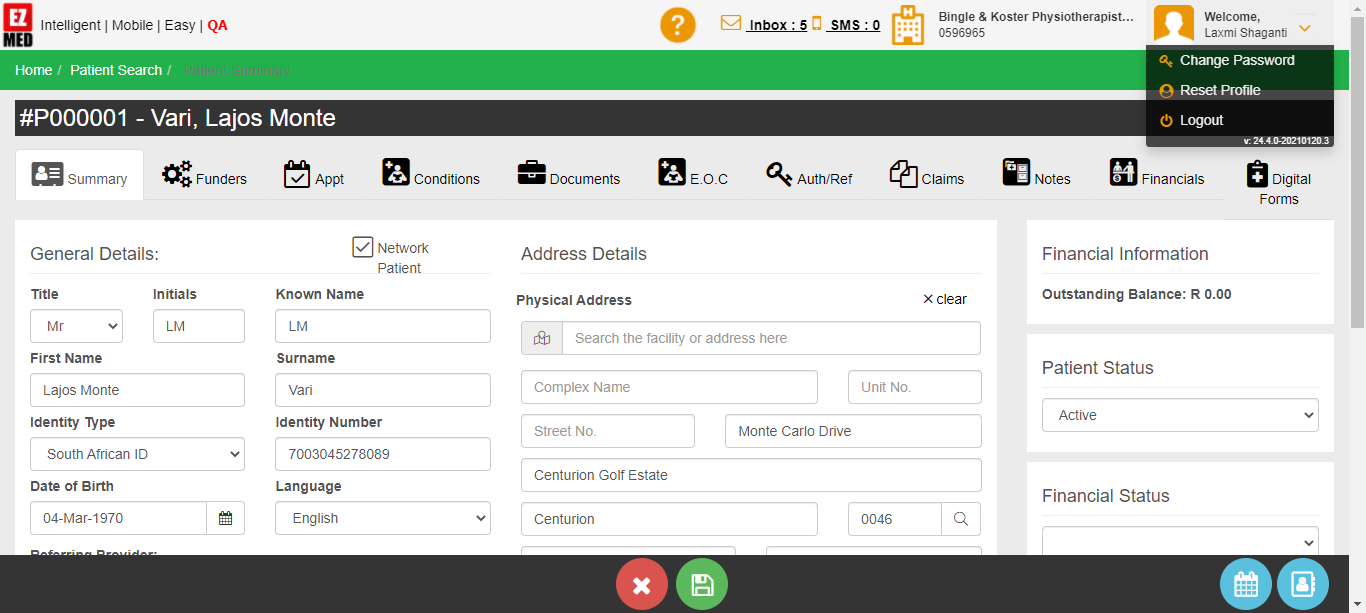 EZ
MED
Intelligent | Mobile | Easy | QA
?
Inbox : 5
SMS : 0
H
Bingle & Koster Physiotherapist...
0596965
Welcome,
Laxmi Shaganti
Change Password
Reset Profile
Logout
v: 24.4.0-20210120.3
Home / Patient Search / Patient Summary
#P000001 - Vari, Lajos Monte
Summary
Funders
Appt
Conditions
Documents
E.O.C
Auth/Ref
Claims
Notes
Financials
Digital
Forms
General Details:
Network
Patient
Title
Initials
Known Name
Mr
LM
LM
First Name
Surname
Lajos Monte
Vari
Identity Type
Identity Number
South African ID
7003045278089
Date of Birth
Language
04-Mar-1970
English
Referring Provider:
Address Details
Physical Address
× clear
Search the facility or address here
Complex Name
Unit No.
Street No.
Monte Carlo Drive
Centurion Golf Estate
Centurion
0046
Financial Information
Outstanding Balance: R 0.00
Patient Status
Active
Financial Status